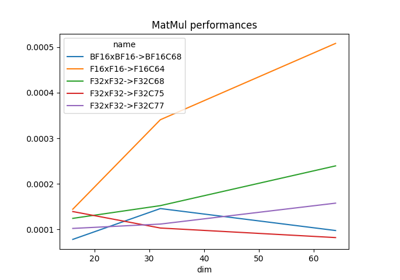 MatMul performances
name
BF16xBF16->BF16C68
F16xF16->F16C64
F32xF32->F32C68
F32xF32->F32C75
F32xF32->F32C77
0.0005
0.0004
0.0003
0.0002
0.0001
20 30 40 50 60
dim